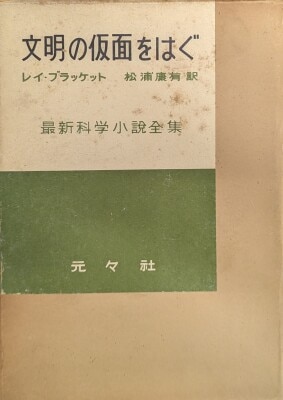 文明の仮面をはぐ
レイ・ブラッケット 松浦康有訳
最新科学小説全集
元々社